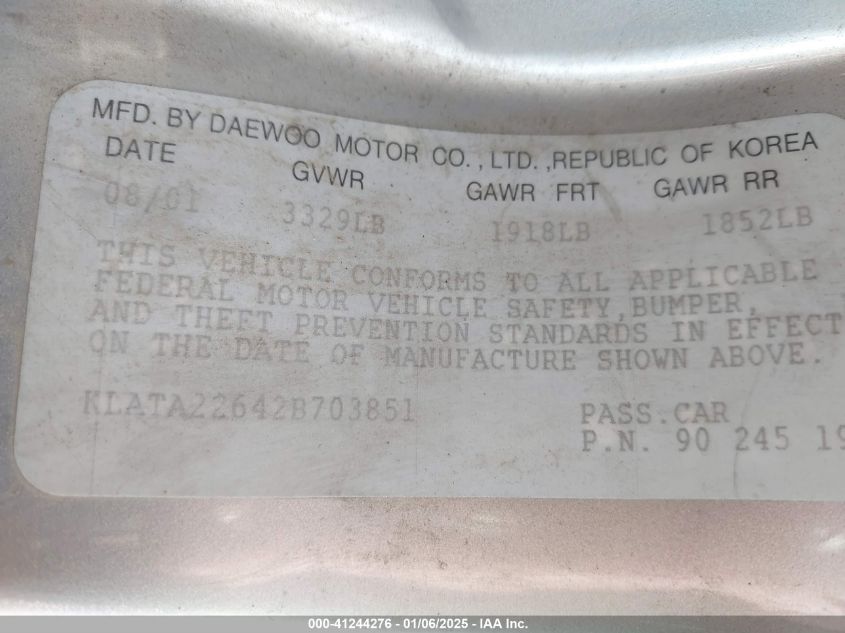 MFD. BY DAEWOO MOTOR CO., LTD., REPUBLIC OF KOREA
DATE GVWR GAWR FRT GAWR RR
08/01 3329LB 1918LB 1852LB
THIS VEHICLE CONFORMS TO ALL APPLICABLE
FEDERAL MOTOR VEHICLE SAFETY, BUMPER,
AND THEFT PREVENTION STANDARDS IN EFFECT
ON THE DATE OF MANUFACTURE SHOWN ABOVE.
KLATA22642B703851 PASS.CAR
P.N. 90 245 19
000-41244276 - 01/06/2025 - IAA Inc.